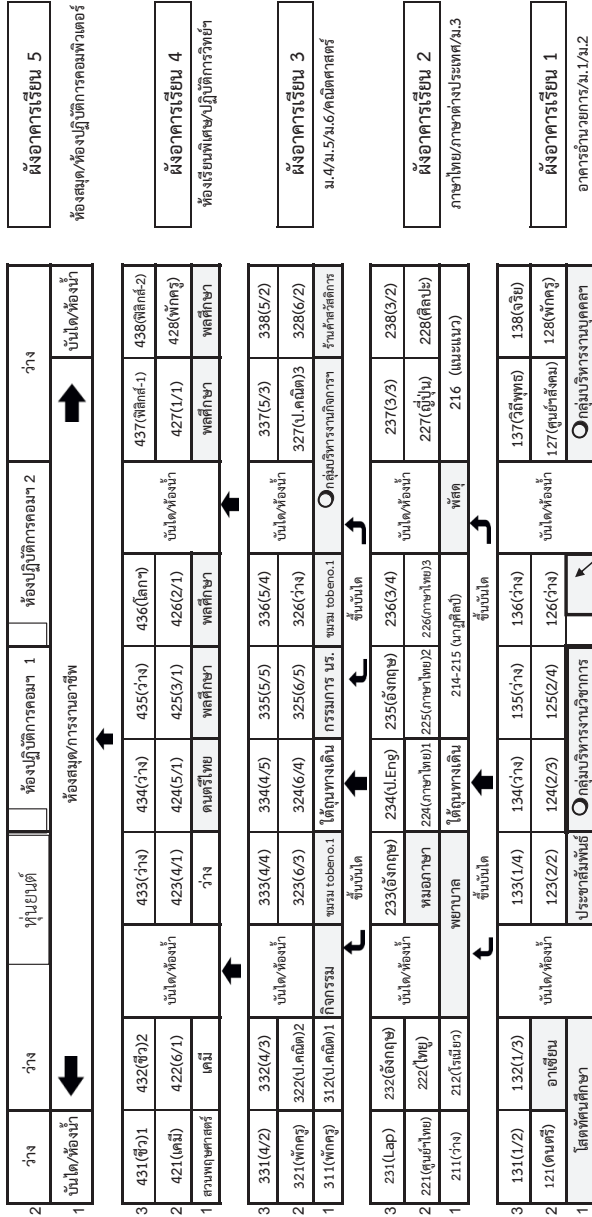 ผังอาคารเรียน 5
ห้องสมุด/ห้องปฏิบัติการคอมพิวเตอร์
2 ว่าง ว่าง หุ่นยนต์ ห้องปฏิบัติการคอมฯ 1 ห้องปฏิบัติการคอมฯ 2 ว่าง
1 บันได/ห้องน้ำ ห้องสมุด/การงานอาชีพ บันได/ห้องน้ำ
ผังอาคารเรียน 4
ห้องเรียนพิเศษ/ปฏิบัติการวิทย์ฯ
3 431(ชีว)1 432(ชีว)2 บันได/ห้องน้ำ 433(ว่าง) 434(ว่าง) 435(ว่าง) 436(โลกฯ) บันได/ห้องน้ำ 437(ฟิสิกส์-1) 438(ฟิสิกส์-2)
2 421(เคมี) 422(6/1) 423(4/1) 424(5/1) 425(3/1) 426(2/1) 427(1/1) 428(พักครู)
1 สวนพฤกษศาสตร์ เคมี ว่าง ดนตรีไทย พลศึกษา พลศึกษา พลศึกษา พลศึกษา
ผังอาคารเรียน 3
ม.4/ม.5/ม.6/คณิตศาสตร์
3 331(4/2) 332(4/3) บันได/ห้องน้ำ 333(4/4) 334(4/5) 335(5/5) 336(5/4) บันได/ห้องน้ำ 337(5/3) 338(5/2)
2 321(พักครู) 322(ป.คณิต)2 323(6/3) 324(6/4) 325(6/5) 326(ว่าง) 327(ป.คณิต)3 328(6/2)
1 311(พักครู) 312(ป.คณิต)1 กิจกรรม ชมรม tobeno.1 ใต้ถุนทางเดิน กรรมการ นร. ชมรม tobeno.1 กลุ่มบริหารงานกิจการฯ ร้านค้าสวัสดิการ
ขึ้นบันได ขึ้นบันได
ผังอาคารเรียน 2
ภาษาไทย/ภาษาต่างประเทศ/ม.3
3 231(Lap) 232(อังกฤษ) บันได/ห้องน้ำ 233(อังกฤษ) 234(ป.Eng) 235(อังกฤษ) 236(3/4) บันได/ห้องน้ำ 237(3/3) 238(3/2)
2 221(ศูนย์ฯไทย) 222(ไทยู) หมอภาษา 224(ภาษาไทย)1 225(ภาษาไทย)2 226(ภาษาไทย)3 227(ญี่ปุ่น) 228(ศิลปะ)
1 211(ว่าง) 212(โรเนียว) พยาบาล ใต้ถุนทางเดิน 214-215 (นาฏศิลป์) พัสดุ 216 (แนะแนว)
ขึ้นบันได ขึ้นบันได
ผังอาคารเรียน 1
อาคารอำนวยการ/ม.1/ม.2
3 131(1/2) 132(1/3) บันได/ห้องน้ำ 133(1/4) 134(ว่าง) 135(ว่าง) 136(ว่าง) บันได/ห้องน้ำ 137(วิถีพุทธ) 138(จริย)
2 121(ดนตรี) อาเซียน 123(2/2) 124(2/3) 125(2/4) 126(ว่าง) 127(ศูนย์ฯสังคม) 128(พักครู)
1 โสตทัศนศึกษา ประชาสัมพันธ์ กลุ่มบริหารงานวิชาการ กลุ่มบริหารงานบุคคลฯ